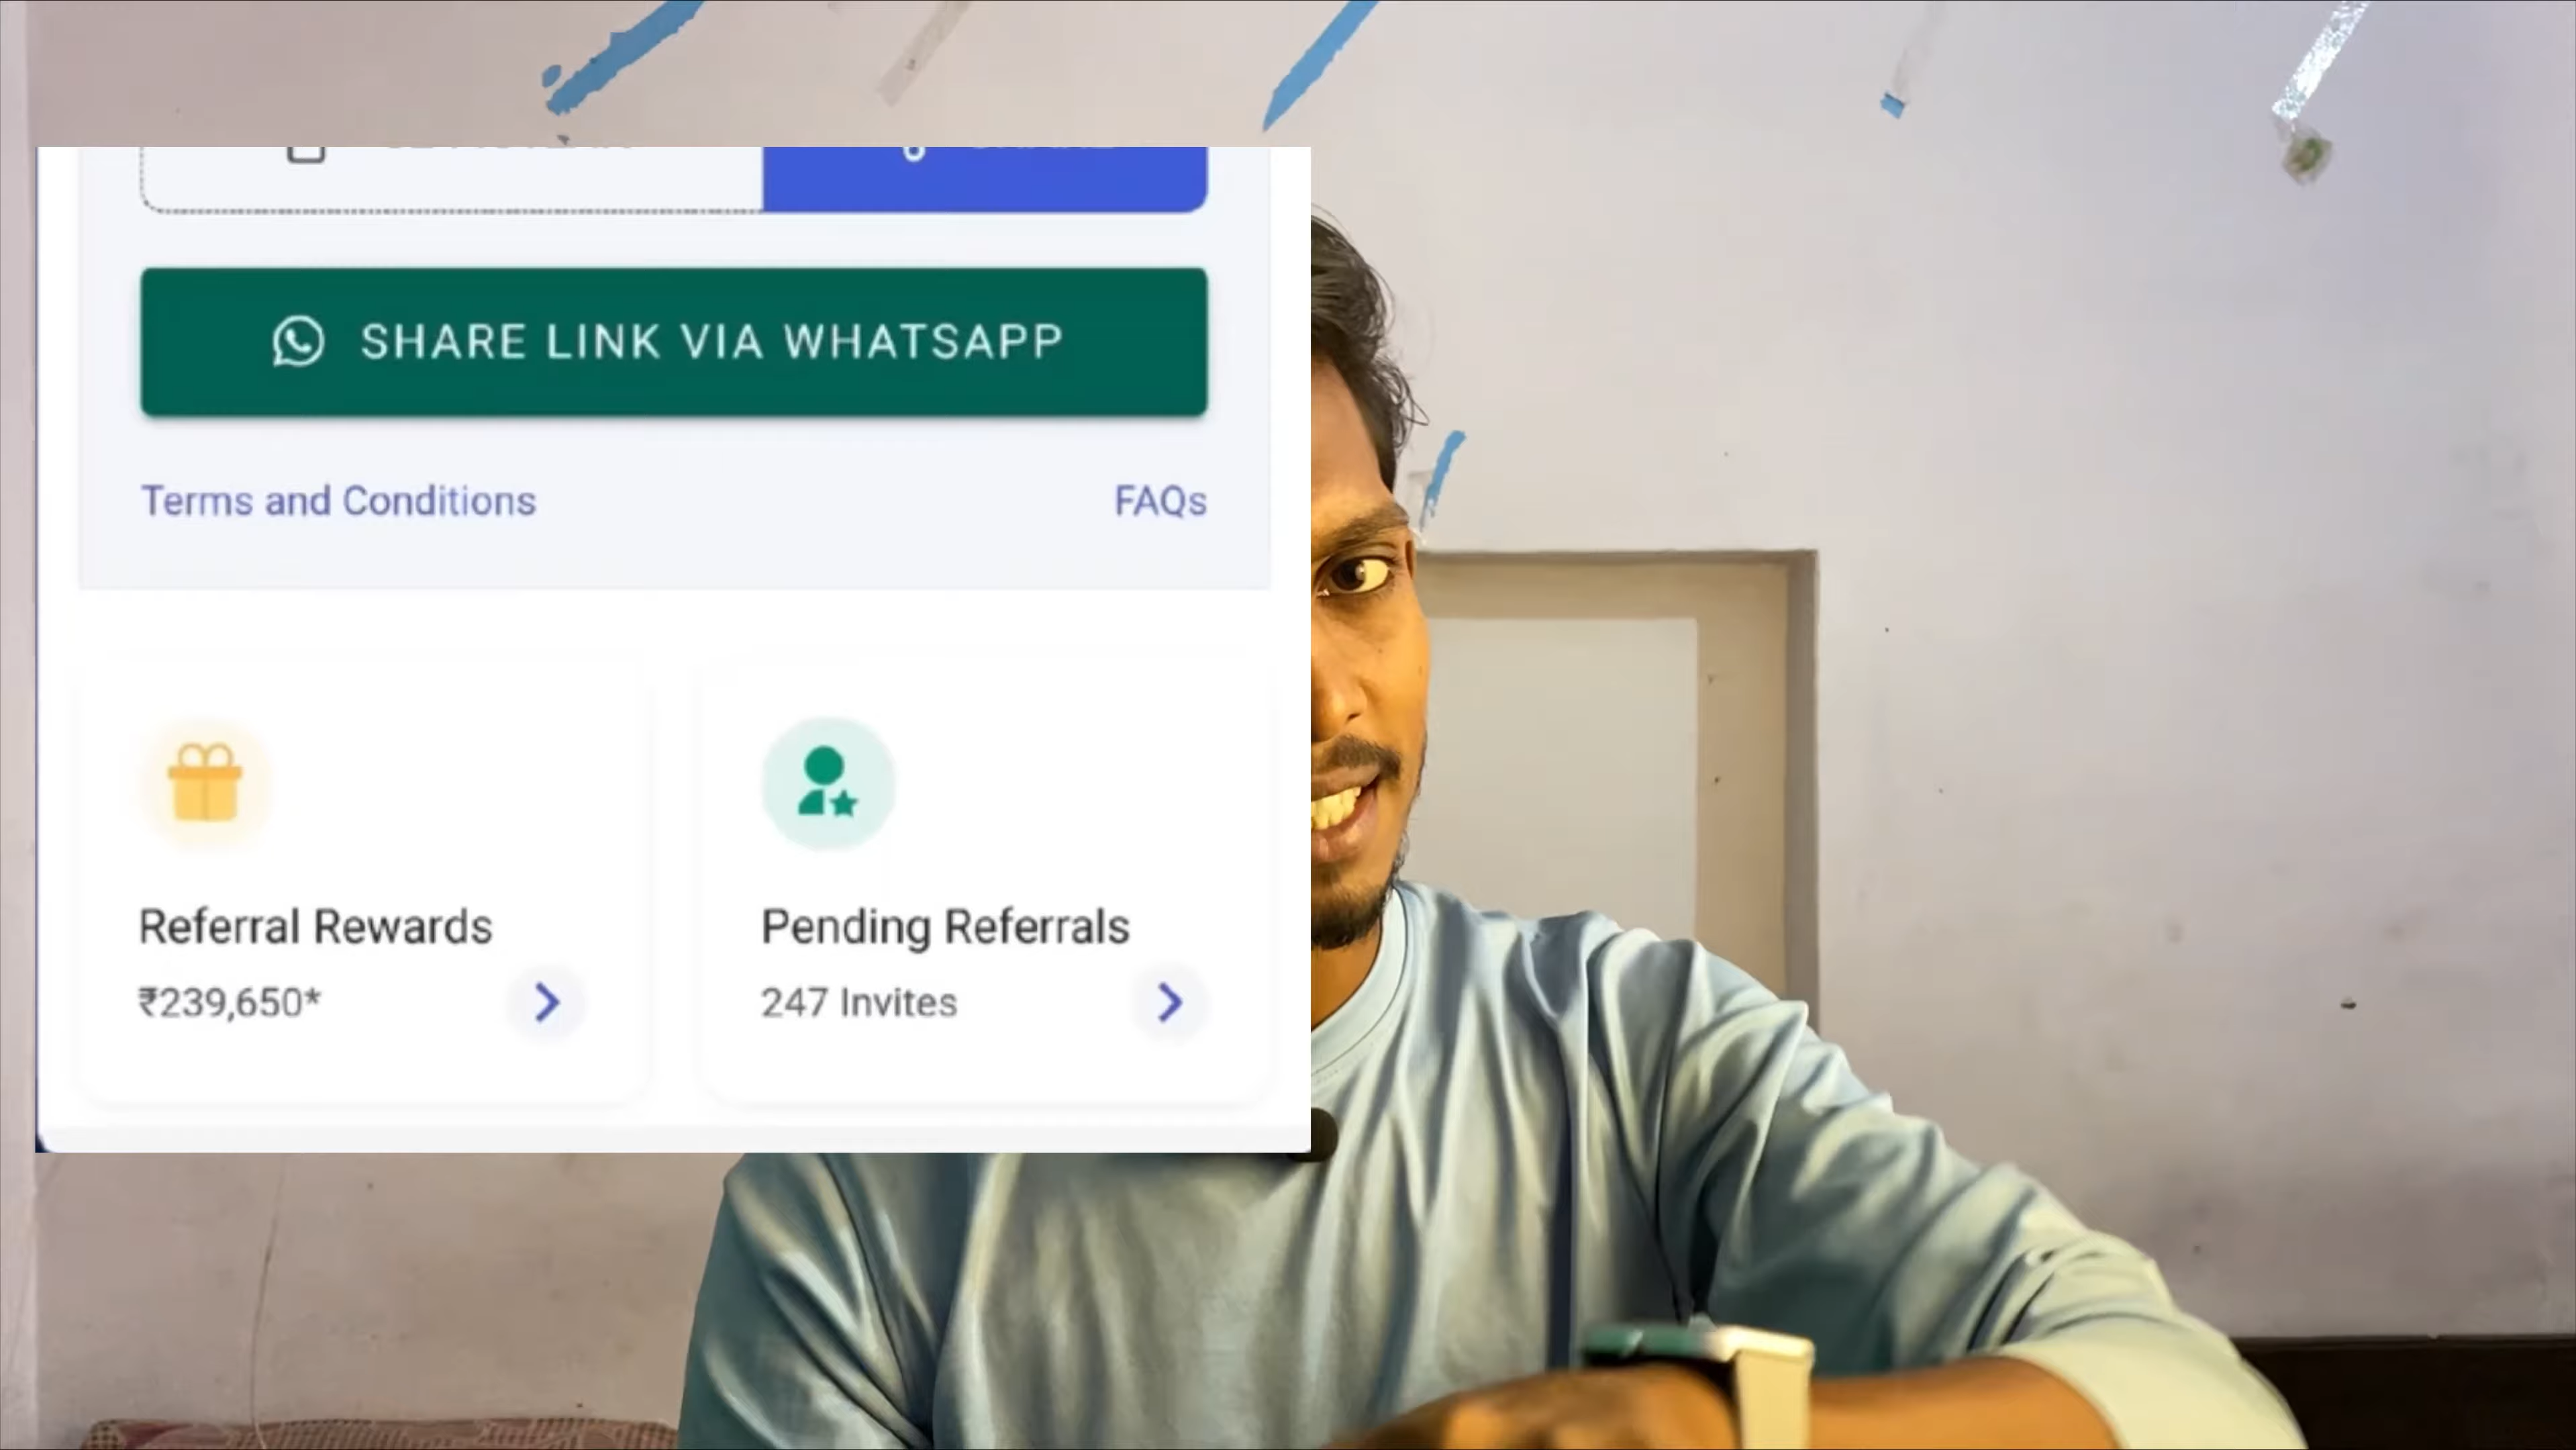 SHARE LINK VIA WHATSAPP
Terms and Conditions
FAQs
Referral Rewards
₹239,650*
Pending Referrals
247 Invites